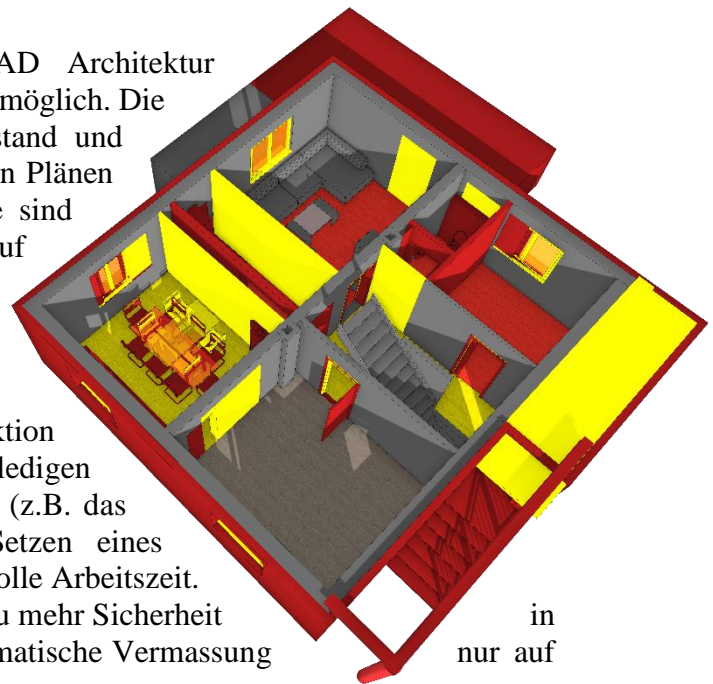 AD Architektur
möglich. Die
stand und
n Plänen
e sind
uf
ktion
ledigen
(z.B. das
Setzen eines
olle Arbeitszeit.
u mehr Sicherheit in
matische Vermassung nur auf